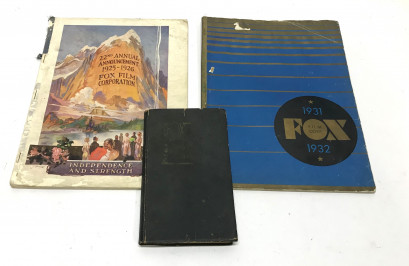 22ND ANNUAL
ANNOUNCEMENT
1925-1926
FOX FILM
CORPORATION
INDEPENDENCE
AND STRENGTH
1931
FOX
1932